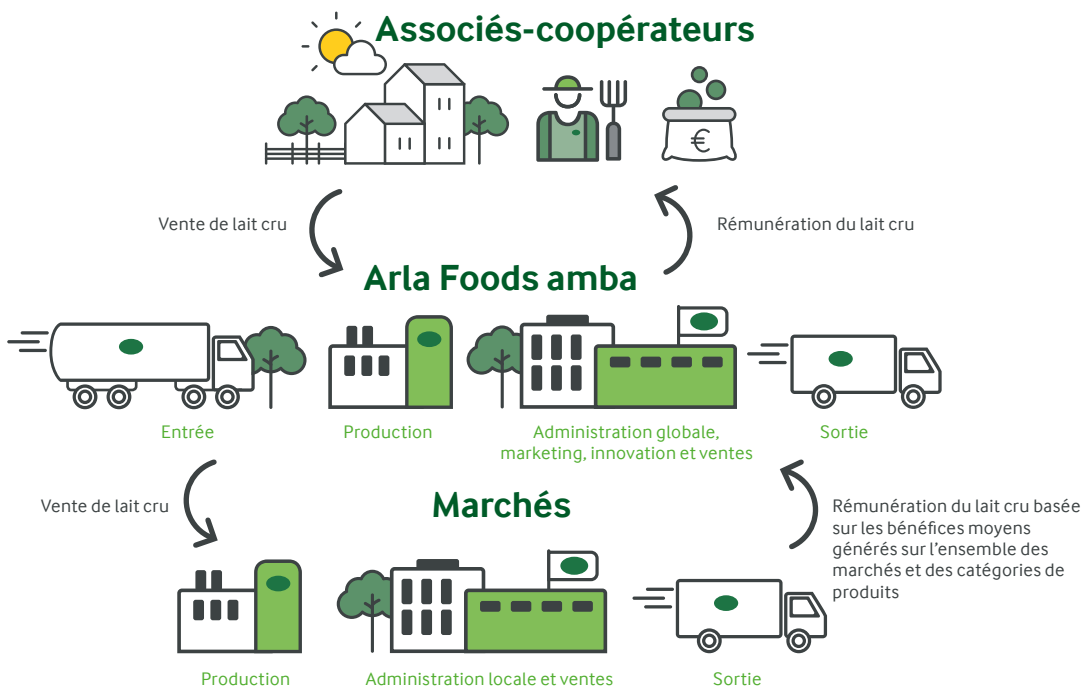 Associés-coopérateurs
€
Vente de lait cru
Rémunération du lait cru
Arla Foods amba
Entrée
Production
Administration globale,
marketing, innovation et ventes
Sortie
Vente de lait cru
Marchés
Rémunération du lait cru basée
sur les bénéfices moyens
générés sur l’ensemble des
marchés et des catégories de
produits
Production
Administration locale et ventes
Sortie